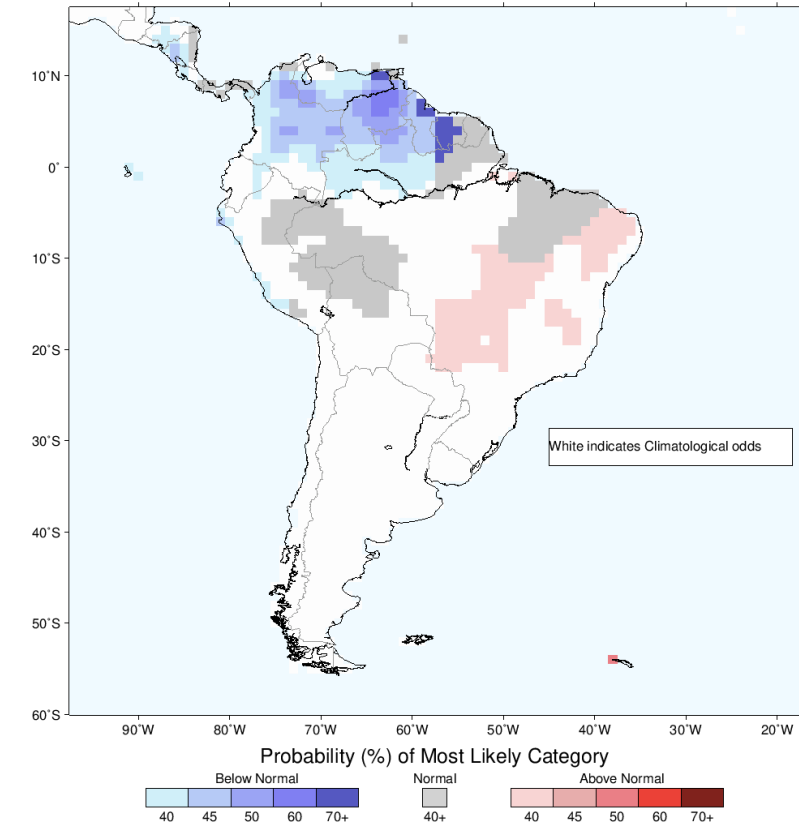 10°N
0°
10°S
20°S
30°S
40°S
50°S
60°S
White indicates Climatological odds
90°W 80°W 70°W 60°W 50°W 40°W 30°W 20°W
Probability (%) of Most Likely Category
Below Normal Normal Above Normal
40 45 50 60 70+ 40+ 40 45 50 60 70+